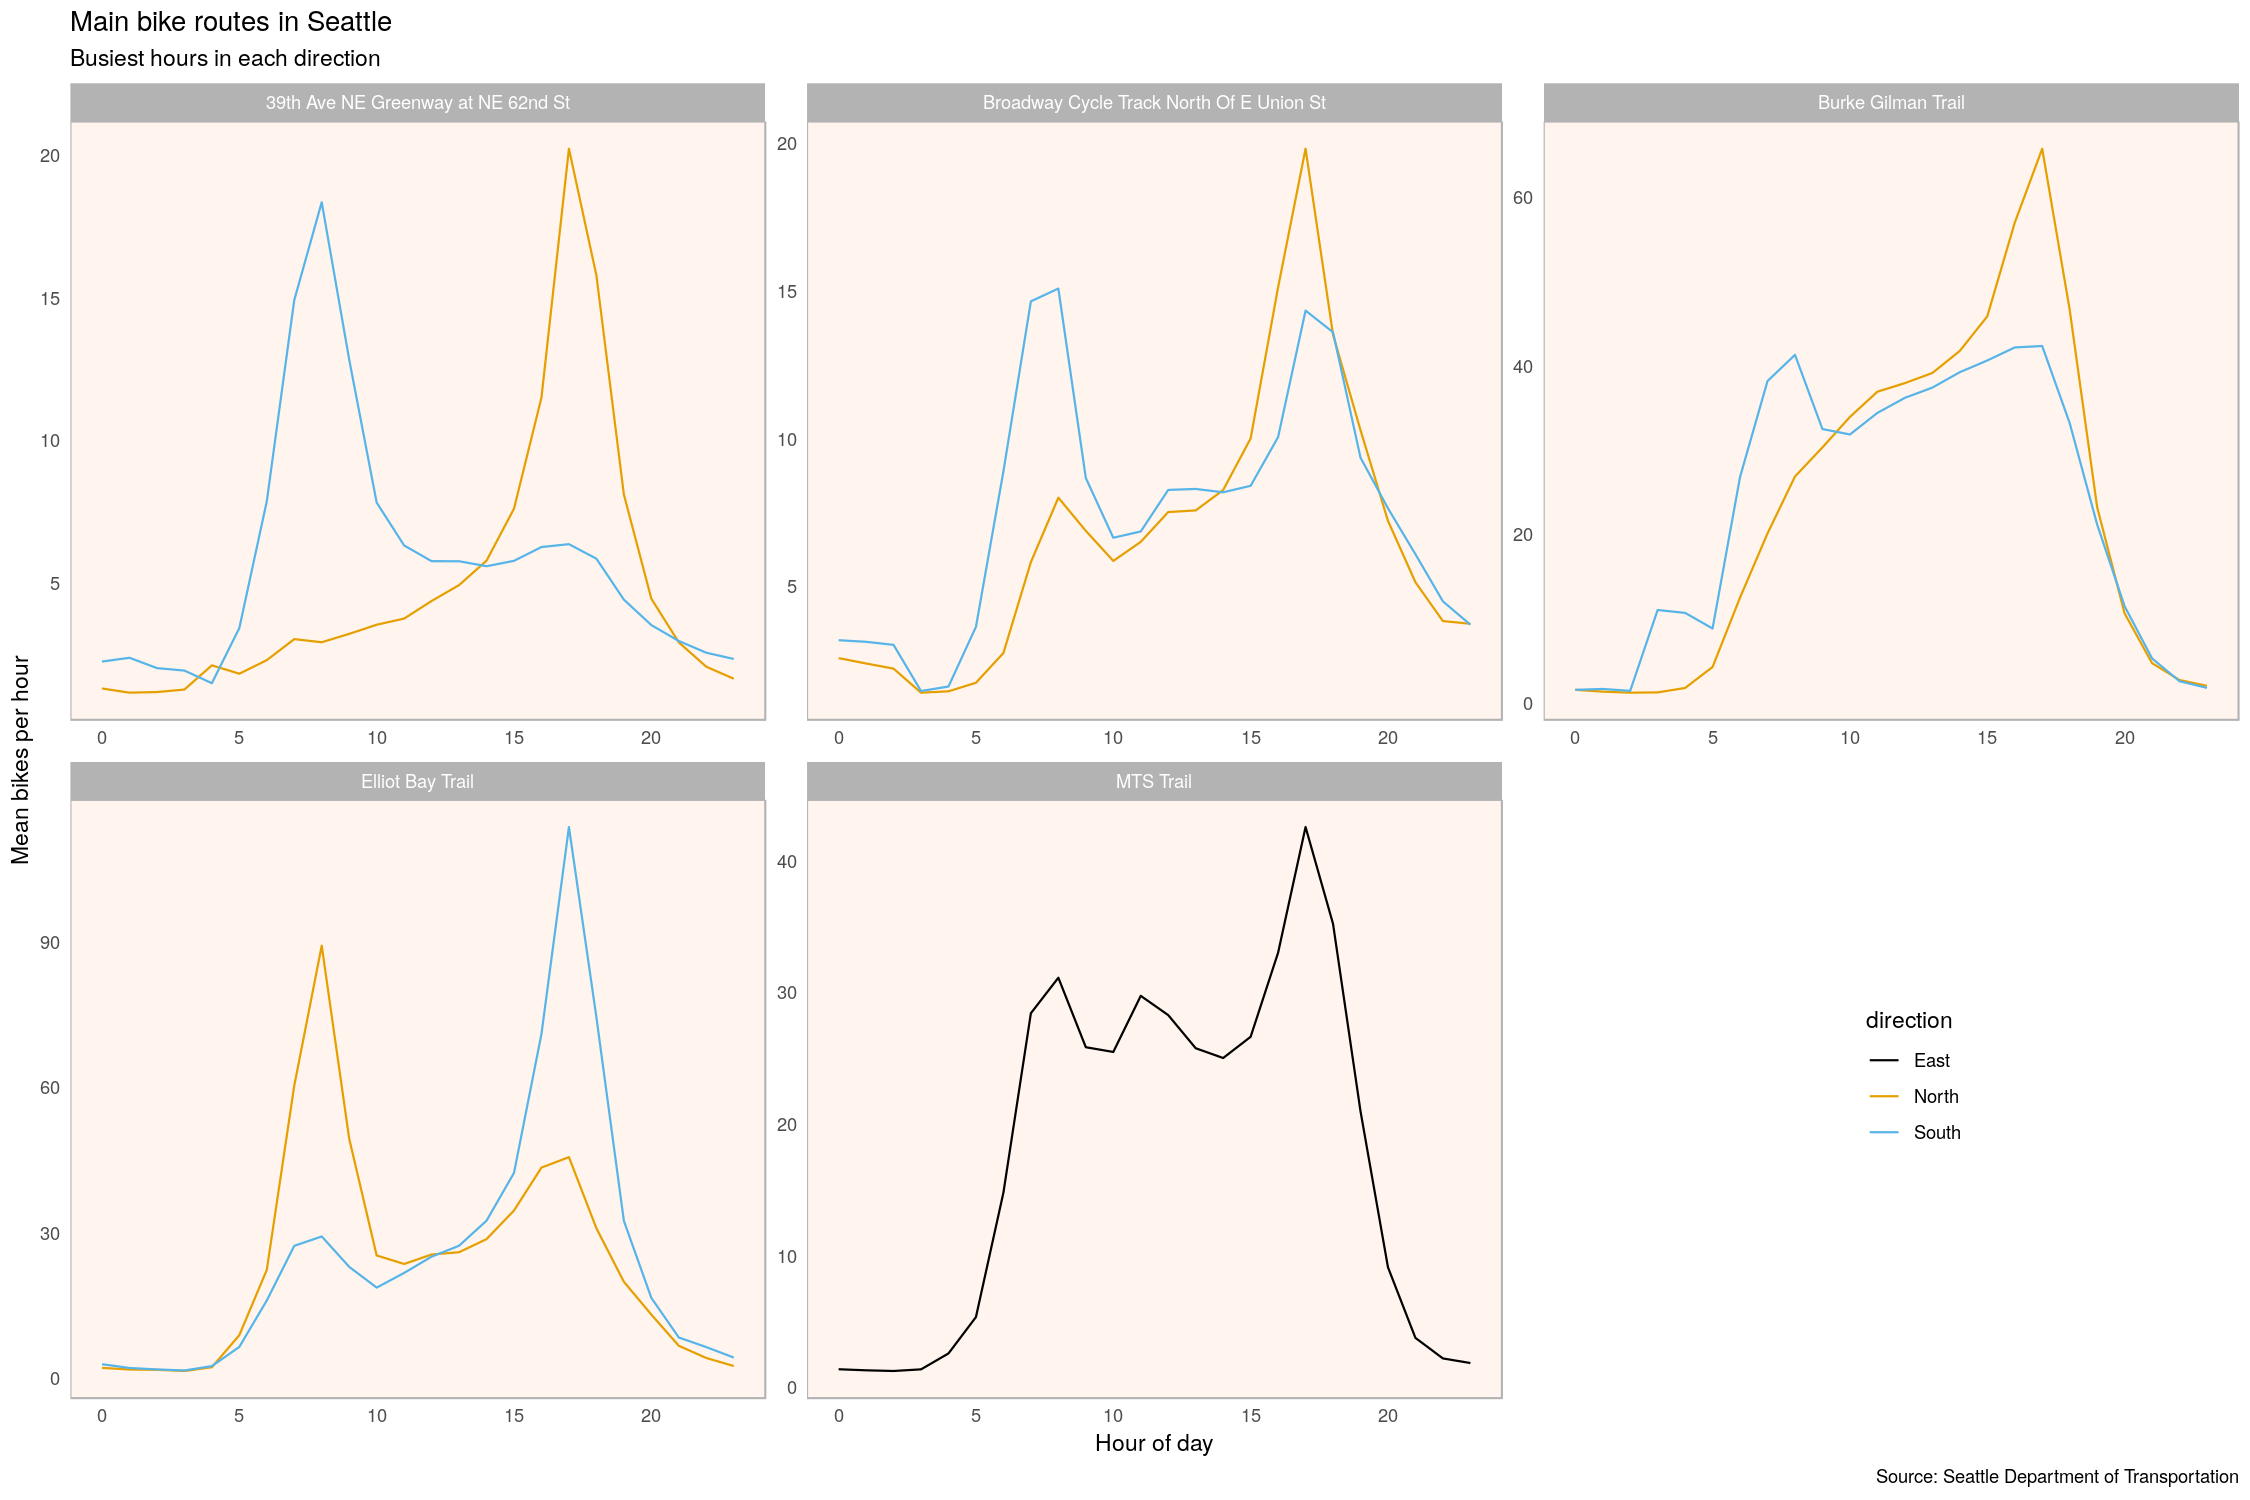 Main bike routes in Seattle
Busiest hours in each direction
39th Ave NE Greenway at NE 62nd St
Broadway Cycle Track North Of E Union St
Burke Gilman Trail
20
15
10
5
0 5 10 15 20
20
15
10
5
0 5 10 15 20
60
40
20
0
0 5 10 15 20
Mean bikes per hour
Elliot Bay Trail
MTS Trail
90
60
30
0
0 5 10 15 20
40
30
20
10
0
0 5 10 15 20
direction
East
North
South
Hour of day
Source: Seattle Department of Transportation